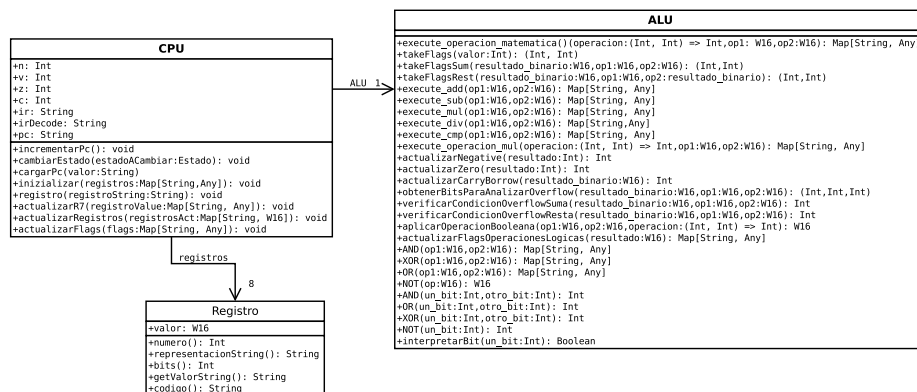 CPU
+n: Int
+v: Int
+z: Int
+c: Int
+ir: String
+irDecode: String
+pc: String
+incrementarPc(): void
+cambiarEstado(estadoACambiar:Estado): void
+cargarPc(valor:String)
+inizializar(registros:Map[String,Any]): void
+registro(registroString:String): void
+actualizarR7(registroValue:Map[String, Any]): void
+actualizarRegistros(registrosAct:Map[String, W16]): void
+actualizarFlags(flags:Map[String, Any]): void
ALU 1
ALU
+execute_operacion_matematica()(operacion:(Int, Int) => Int,op1: W16,op2:W16): Map[String, Any]
+takeFlags(valor:Int): (Int, Int)
+takeFlagsSum(resultado_binario:W16,op1:W16,op2:W16): (Int,Int)
+takeFlagsRest(resultado_binario:W16,op1:W16,op2:resultado_binario): (Int,Int)
+execute_add(op1:W16,op2:W16): Map[String, Any]
+execute_sub(op1:W16,op2:W16): Map[String, Any]
+execute_mul(op1:W16,op2:W16): Map[String, Any]
+execute_div(op1:W16,op2:W16): Map[String,Any]
+execute_cmp(op1:W16,op2:W16): Map[String, Any]
+execute_operacion_mul(operacion:(Int, Int) => Int,op1:W16,op2:W16): Map[String, Any]
+actualizarNegative(resultado:Int): Int
+actualizarZero(resultado:Int): Int
+actualizarCarryBorrow(resultado_binario:W16): Int
+obtenerBitsParaAnalizarOverflow(resultado_binario:W16,op1:W16,op2:W16): (Int,Int,Int)
+verificarCondicionOverflowSuma(resultado_binario:W16,op1:W16,op2:W16): Int
+verificarCondicionOverflowResta(resultado_binario:W16,op1:W16,op2:W16): Int
+aplicarOperacionBooleana(op1:W16,op2:W16,operacion:(Int, Int) => Int): W16
+actualizarFlagsOperacionesLogicas(resultado:W16): Map[String, Any]
+AND(op1:W16,op2:W16): Map[String, Any]
+XOR(op1:W16,op2:W16): Map[String, Any]
+OR(op1:W16,op2:W16): Map[String, Any]
+NOT(op:W16): W16
+AND(un_bit:Int,otro_bit:Int): Int
+OR(un_bit:Int,otro_bit:Int): Int
+XOR(un_bit:Int,otro_bit:Int): Int
+NOT(un_bit:Int): Int
+interpretarBit(un_bit:Int): Boolean
registros
8
Registro
+valor: W16
+numero(): Int
+representacionString(): String
+bits(): Int
+getValorString(): String
+codigo(): String